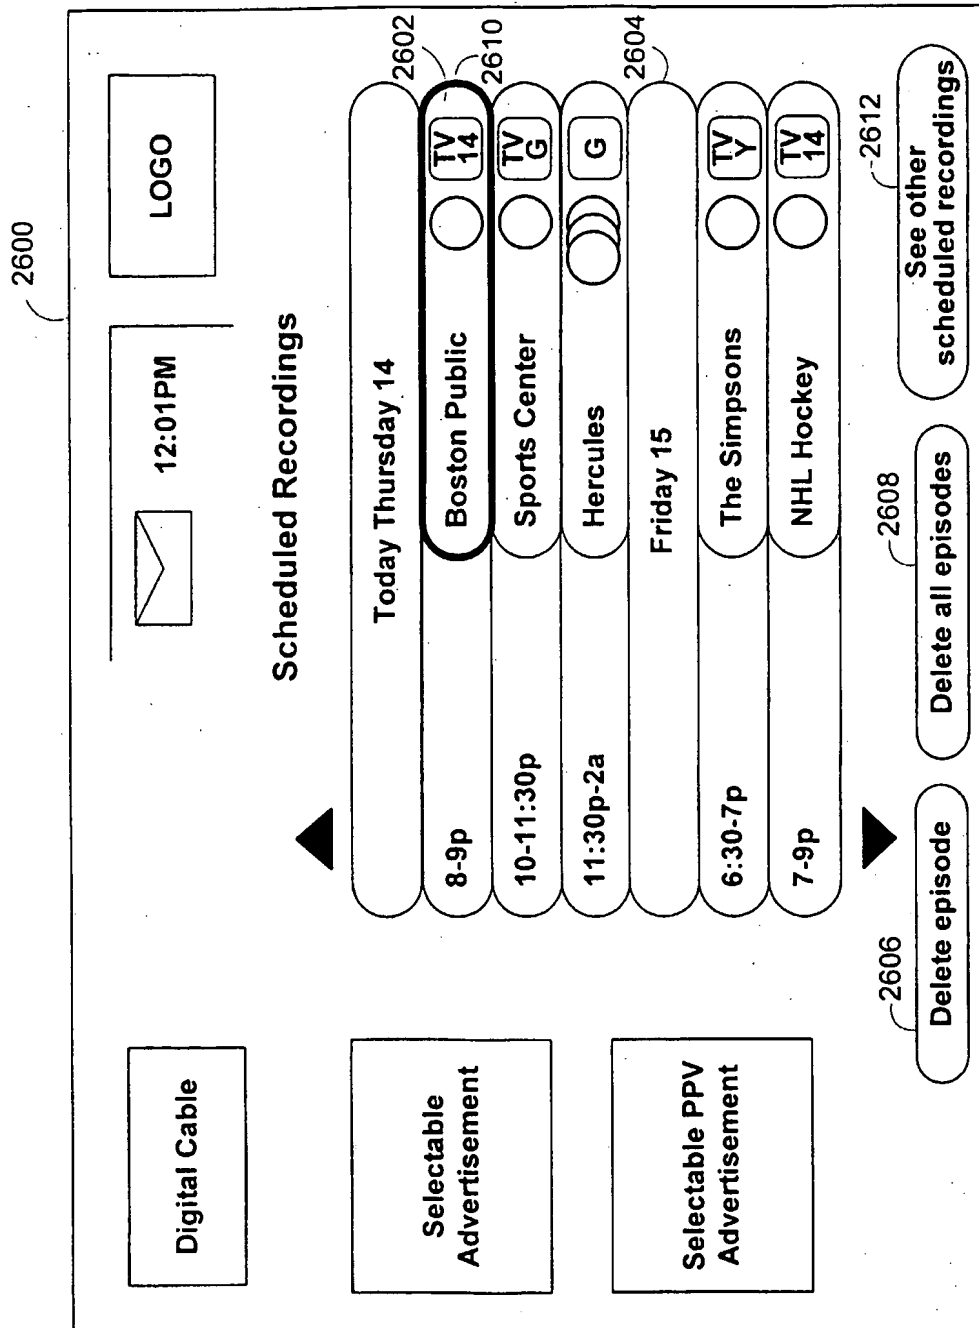 2600
Digital Cable
12:01PM
LOGO
Scheduled Recordings
Selectable
Advertisement
Selectable PPV
Advertisement
Today Thursday 14
2602
8-9p Boston Public TV 14
2610
10-11:30p Sports Center TV G
11:30p-2a Hercules G
Friday 15
2604
6:30-7p The Simpsons TV Y
7-9p NHL Hockey TV 14
2606
2608
2612
Delete episode
Delete all episodes
See other
scheduled recordings